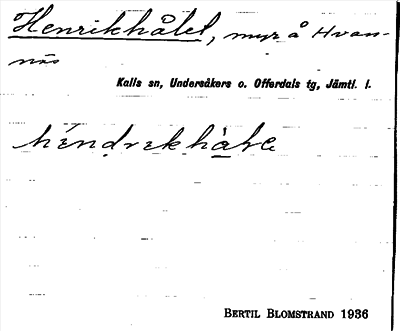 Henrikhålet, myr å Hvan-
näs
Kalls sn, Undersåkers o. Offerdals tg, Jämtl. l.
BERTIL BLOMSTRAND 1936